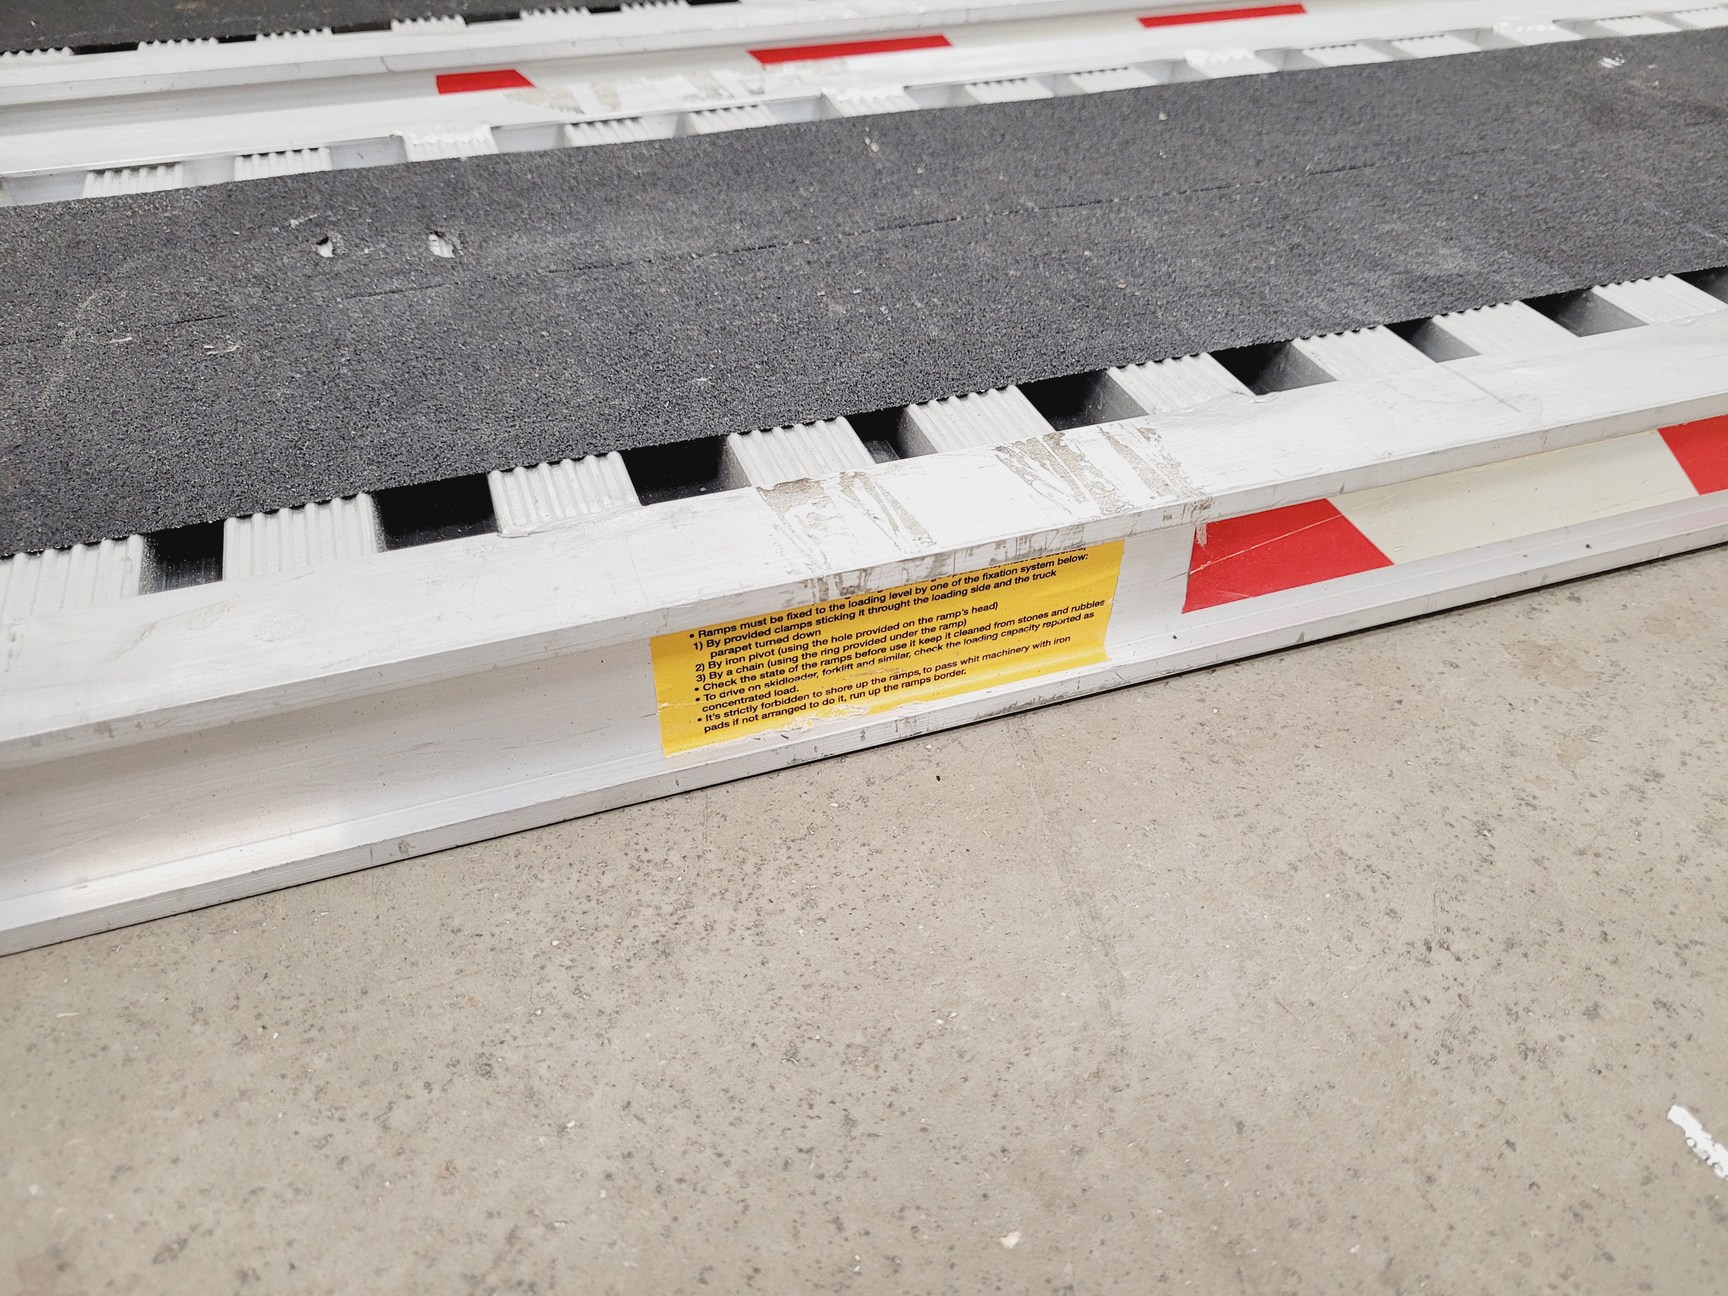 • Ramps must be fixed to the loading level by one of the fixation system below:
1) By provided clamps sticking it throught the loading side and the truck
parapet turned down
2) By iron pivot (using the hole provided on the ramp's head)
3) By a chain (using the ring provided under the ramp)
• Check the state of the ramps before use it keep it cleaned from stones and rubbles
• To drive on skidloader, forklift and similar, check the loading capacity reported as
concentrated load.
• It's strictly forbidden to shore up the ramps, to pass whit machinery with iron
pads if not arranged to do it, run up the ramps border.